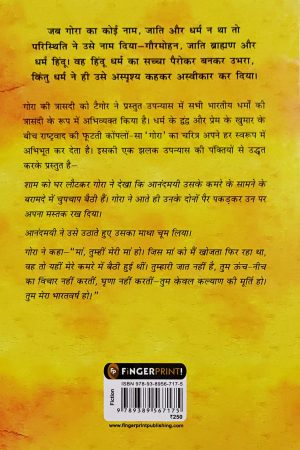 जब गोरा का कोई नाम, जाति और धर्म न था तो
परिस्थिति ने उसे नाम दिया—गौरमोहन, जाति ब्राह्मण और
धर्म हिंदू। वह हिंदू धर्म का सच्चा पैरोकर बनकर उभरा,
किंतु धर्म ने ही उसे अस्पृश्य कहकर अस्वीकार कर दिया।
गोरा की त्रासदी को टैगोर ने प्रस्तुत उपन्यास में सभी भारतीय धर्मों की
त्रासदी के रूप में अभिव्यक्त किया है। धर्म के द्वंद्व और प्रेम के खुमार के
बीच राष्ट्रवाद की फूटती कोंपलों-सा 'गोरा' का चरित्र अपने हर स्वरूप में
अभिभूत कर देता है। इसकी एक झलक उपन्यास की पंक्तियों से उद्धृत
करके प्रस्तुत है—
शाम को घर लौटकर गोरा ने देखा कि आनंदमयी उसके कमरे के सामने के
बरामदे में चुपचाप बैठी हैं। गोरा ने आते ही उनके दोनों पैर पकड़कर उन पर
अपना मस्तक रख दिया।
आनंदमयी ने उसे उठाते हुए उसका माथा चूम लिया।
गोरा ने कहा—"मां, तुम्हीं मेरी मां हो। जिस मां को मैं खोजता फिर रहा था,
वह तो यहीं मेरे कमरे में बैठी हुई थीं। तुम्हारी जात नहीं है, तुम ऊंच-नीच
का विचार नहीं करतीं, घृणा नहीं करतीं—तुम केवल कल्याण की मूर्ति हो।
तुम मेरा भारतवर्ष हो।"
FiNGERPRINT!
ISBN 978-93-8956-717-5
Fiction
9 789389 567175
₹250
www.fingerprintpublishing.com